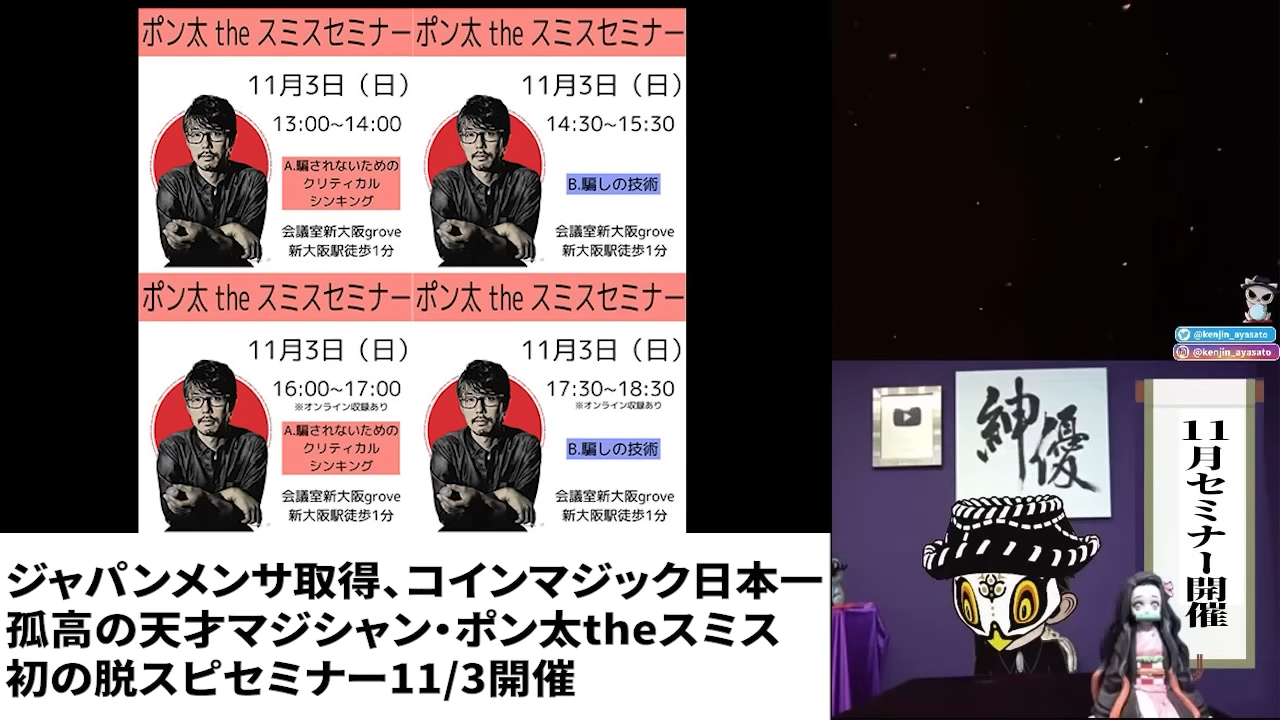 ポン太 the スミスセミナー
11月3日（日）
13:00~14:00
A.騙されないための
クリティカル
シンキング
会議室新大阪grove
新大阪駅徒歩1分
ポン太 the スミスセミナー
11月3日（日）
14:30~15:30
B.騙しの技術
会議室新大阪grove
新大阪駅徒歩1分
ポン太 the スミスセミナー
11月3日（日）
16:00~17:00
※オンライン収録あり
A.騙されないための
クリティカル
シンキング
会議室新大阪grove
新大阪駅徒歩1分
ポン太 the スミスセミナー
11月3日（日）
17:30~18:30
※オンライン収録あり
B.騙しの技術
会議室新大阪grove
新大阪駅徒歩1分
ジャパンメンサ取得、コインマジック日本一
孤高の天才マジシャン・ポン太theスミス
初の脱スピセミナー11/3開催
@kenjin_ayasato
@kenjin_ayasato
紳優
11月セミナー開催